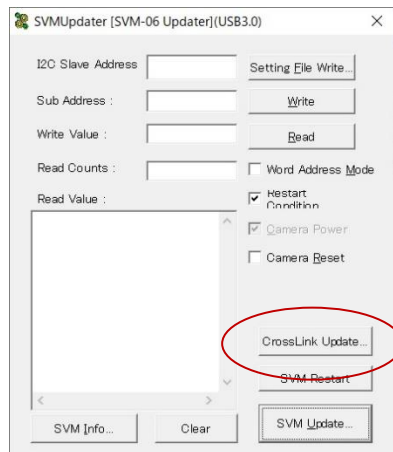 SVMUpdater [SVM-06 Updater](USB3.0)
I2C Slave Address
Setting File Write...
Sub Address :
Write
Write Value :
Read
Read Counts :
Word Address Mode
Read Value :
Restart
Condition
Camera Power
Camera Reset
CrossLink Update...
SVM Restart
SVM Info...
Clear
SVM Update...